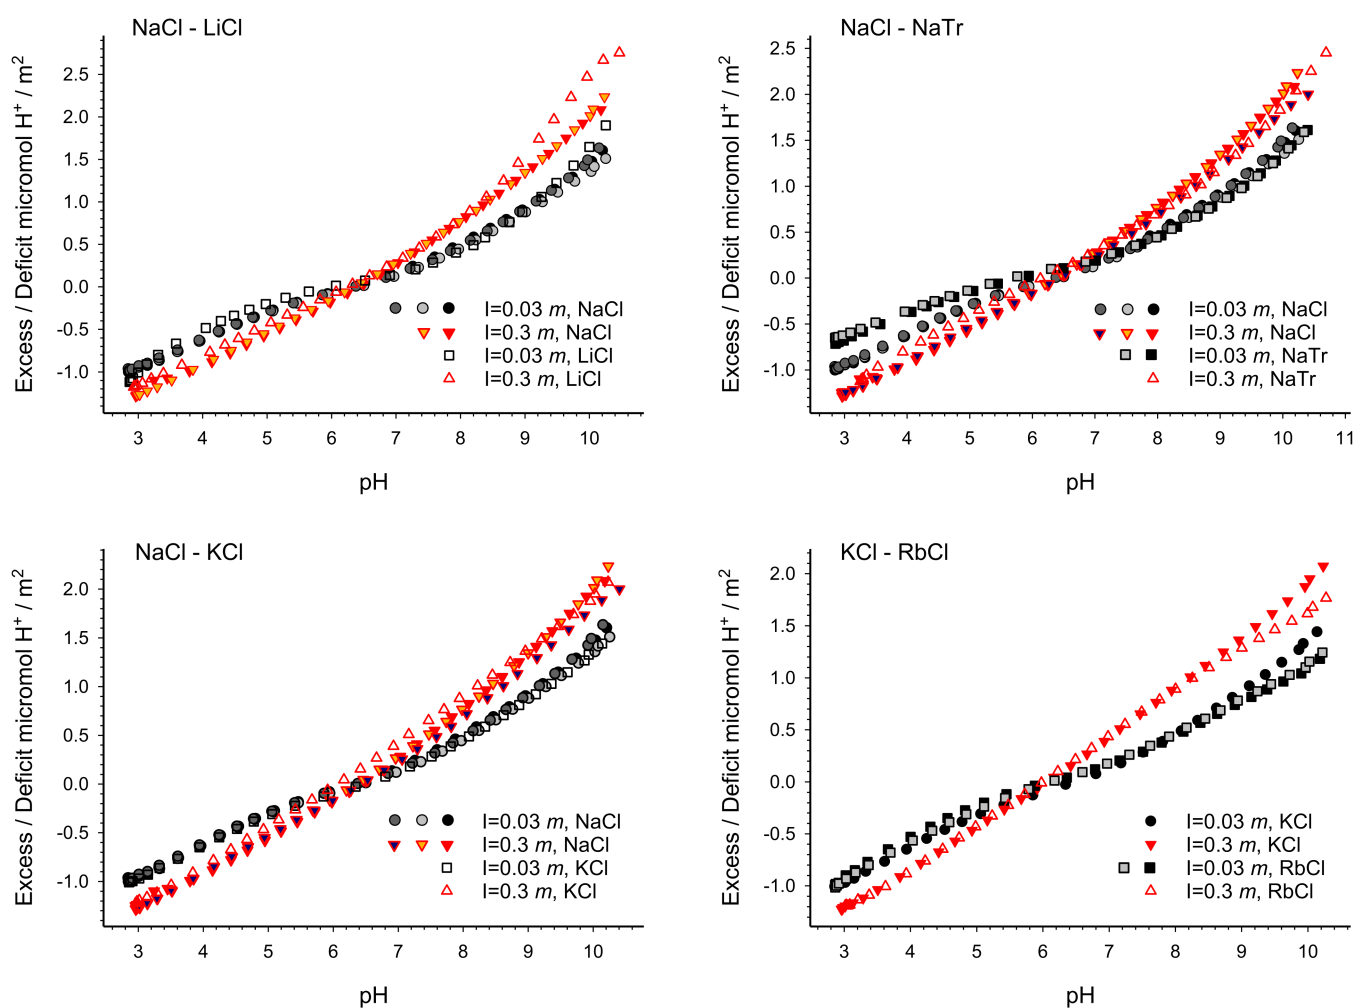 NaCl - LiCl
Excess / Deficit micromol H⁺ / m²
2.5
2.0
1.5
1.0
0.5
0.0
-0.5
-1.0
I=0.03 m, NaCl
I=0.3 m, NaCl
I=0.03 m, LiCl
I=0.3 m, LiCl
3 4 5 6 7 8 9 10
pH
NaCl - NaTr
Excess / Deficit micromol H⁺ / m²
2.5
2.0
1.5
1.0
0.5
0.0
-0.5
-1.0
I=0.03 m, NaCl
I=0.3 m, NaCl
I=0.03 m, NaTr
I=0.3 m, NaTr
3 4 5 6 7 8 9 10 11
pH
NaCl - KCl
Excess / Deficit micromol H⁺ / m²
2.0
1.5
1.0
0.5
0.0
-0.5
-1.0
I=0.03 m, NaCl
I=0.3 m, NaCl
I=0.03 m, KCl
I=0.3 m, KCl
3 4 5 6 7 8 9 10
pH
KCl - RbCl
Excess / Deficit micromol H⁺ / m²
2.0
1.5
1.0
0.5
0.0
-0.5
-1.0
I=0.03 m, KCl
I=0.3 m, KCl
I=0.03 m, RbCl
I=0.3 m, RbCl
3 4 5 6 7 8 9 10
pH